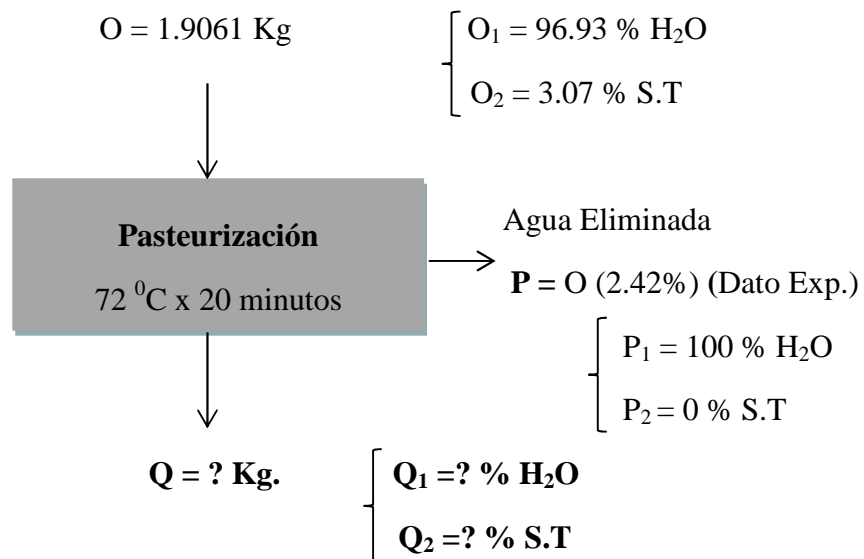 O = 1.9061 Kg
O₁ = 96.93 % H₂O
O₂ = 3.07 % S.T
Pasteurización
72 ⁰C x 20 minutos
Agua Eliminada
P = O (2.42%) (Dato Exp.)
P₁ = 100 % H₂O
P₂ = 0 % S.T
Q = ? Kg.
Q₁ =? % H₂O
Q₂ =? % S.T